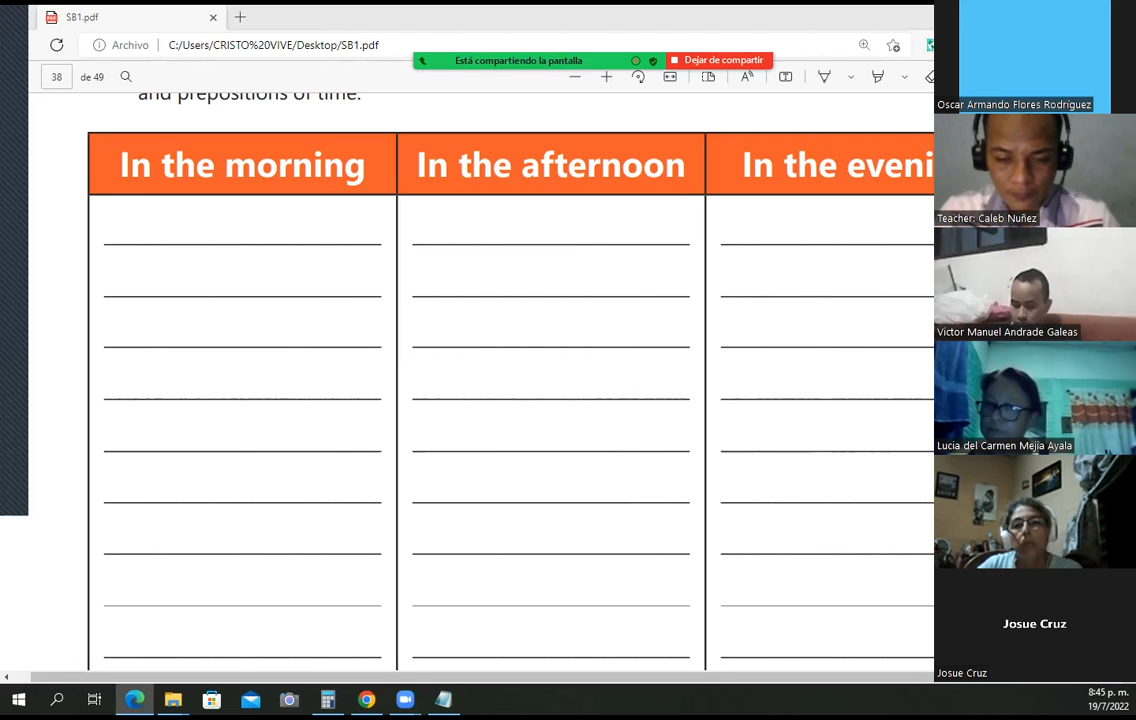 SB1.pdf
Archivo
C:/Users/CRISTO%20VIVE/Desktop/SB1.pdf
Está compartiendo la pantalla
Dejar de compartir
38
de 49
and prepositions of time.
In the morning
In the afternoon
In the eveni
Oscar Armando Flores Rodríguez
Teacher: Caleb Nuñez
Victor Manuel Andrade Galeas
Lucia del Carmen Mejia Ayala
Josue Cruz
Josue Cruz
8:45 p. m.
19/7/2022